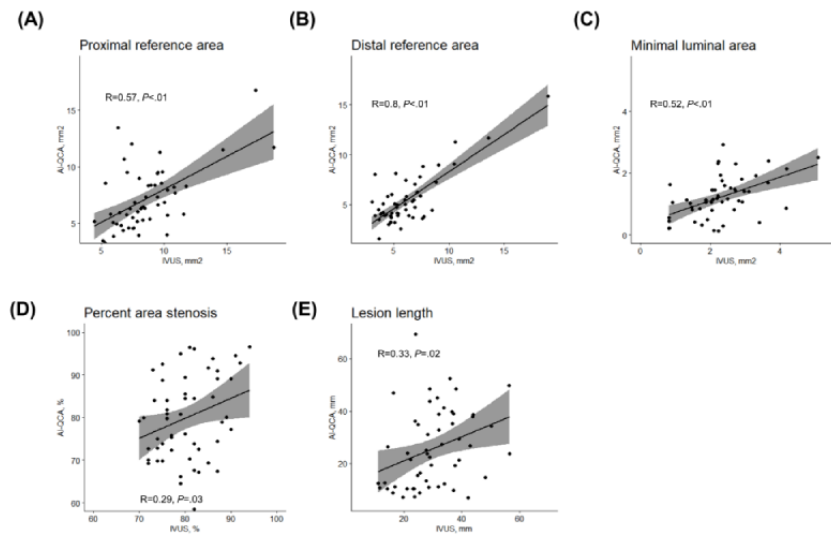 (A)
Proximal reference area
R=0.57, P<.01
AI-QCA, mm2
15
10
5
5
10
15
IVUS, mm2
(B)
Distal reference area
R=0.8, P<.01
AI-QCA, mm2
15
10
5
5
10
15
IVUS, mm2
(C)
Minimal luminal area
R=0.52, P<.01
AI-QCA, mm2
4
2
0
0
2
4
IVUS, mm2
(D)
Percent area stenosis
R=0.29, P=.03
AI-QCA, %
100
90
80
70
60
60
70
80
90
100
IVUS, %
(E)
Lesion length
R=0.33, P=.02
AI-QCA, mm
60
40
20
20
40
60
IVUS, mm